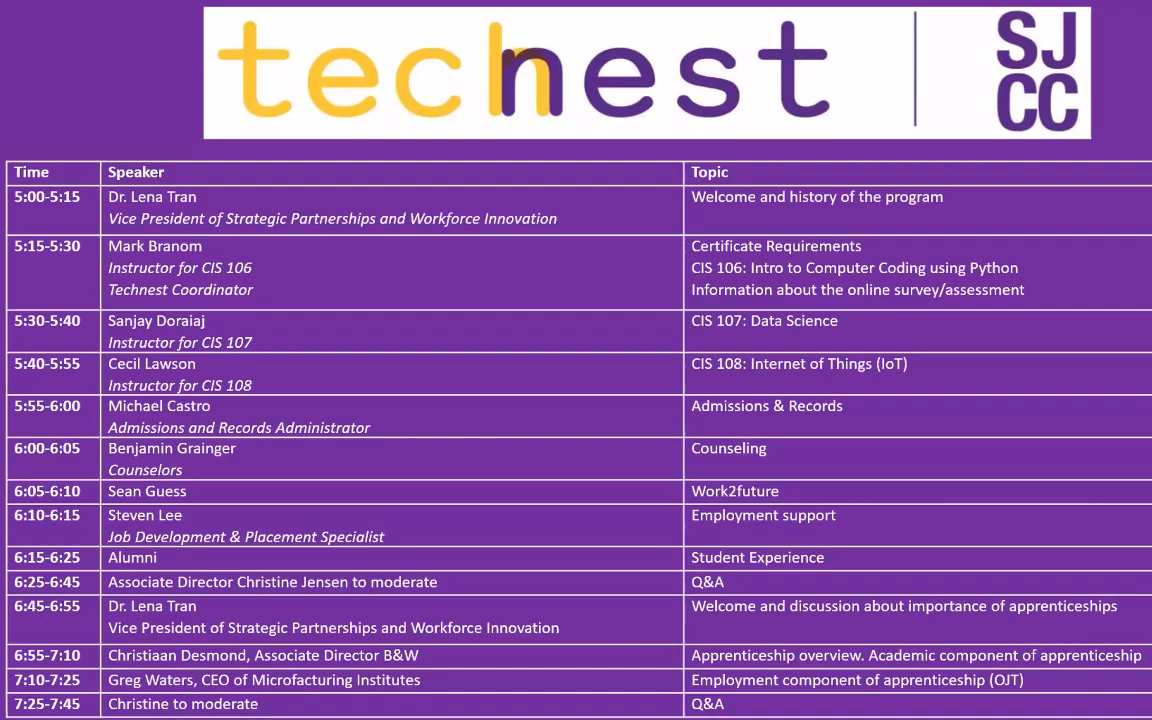 technest
SJ
CC
Time Speaker Topic
5:00-5:15 Dr. Lena Tran Welcome and history of the program
Vice President of Strategic Partnerships and Workforce Innovation
5:15-5:30 Mark Branom Certificate Requirements
Instructor for CIS 106 CIS 106: Intro to Computer Coding using Python
Technest Coordinator Information about the online survey/assessment
5:30-5:40 Sanjay Doraiaj CIS 107: Data Science
Instructor for CIS 107
5:40-5:55 Cecil Lawson CIS 108: Internet of Things (IoT)
Instructor for CIS 108
5:55-6:00 Michael Castro Admissions & Records
Admissions and Records Administrator
6:00-6:05 Benjamin Grainger Counseling
Counselors
6:05-6:10 Sean Guess Work2future
6:10-6:15 Steven Lee Employment support
Job Development & Placement Specialist
6:15-6:25 Alumni Student Experience
6:25-6:45 Associate Director Christine Jensen to moderate Q&A
6:45-6:55 Dr. Lena Tran Welcome and discussion about importance of apprenticeships
Vice President of Strategic Partnerships and Workforce Innovation
6:55-7:10 Christiaan Desmond, Associate Director B&W Apprenticeship overview. Academic component of apprenticeship
7:10-7:25 Greg Waters, CEO of Microfacturing Institutes Employment component of apprenticeship (OJT)
7:25-7:45 Christine to moderate Q&A